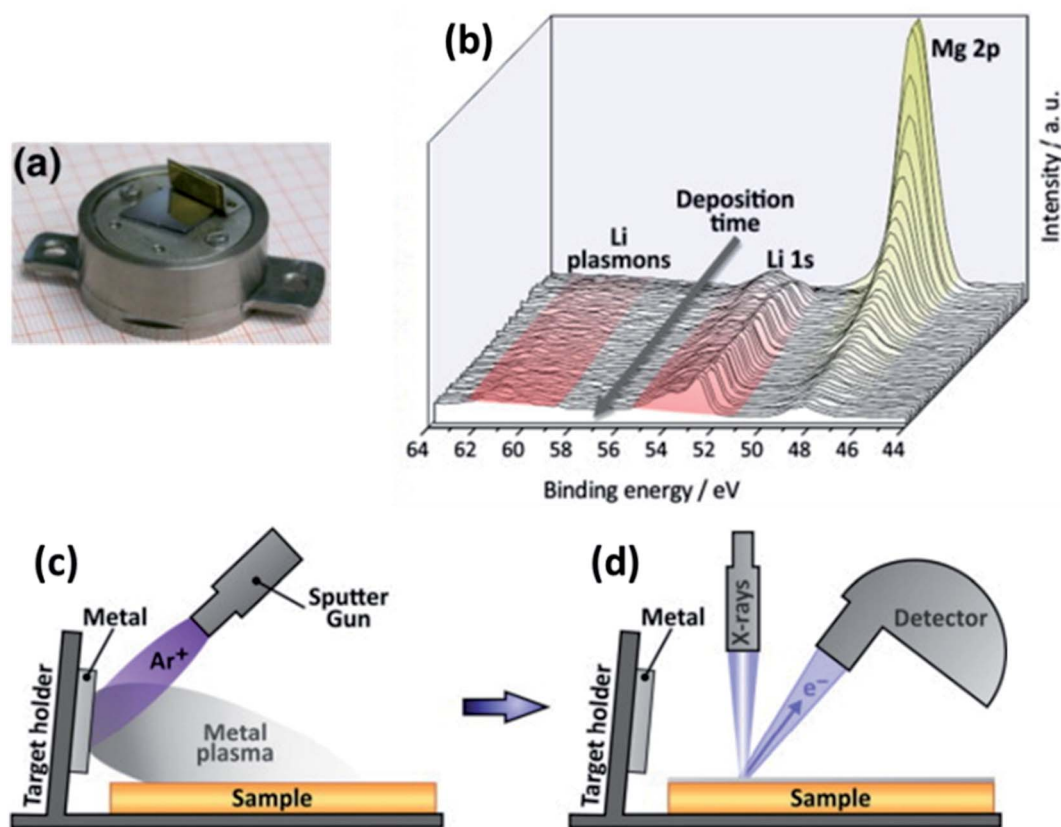 (a)
(b)
Mg 2p
Intensity / a. u.
Deposition
time
Li
plasmons
Li 1s
64 62 60 58 56 54 52 50 48 46 44
Binding energy / eV
(c)
Metal
Sputter
Gun
Ar⁺
Target holder
Metal
plasma
Sample
(d)
Metal
X-rays
Detector
e⁻
Target holder
Sample